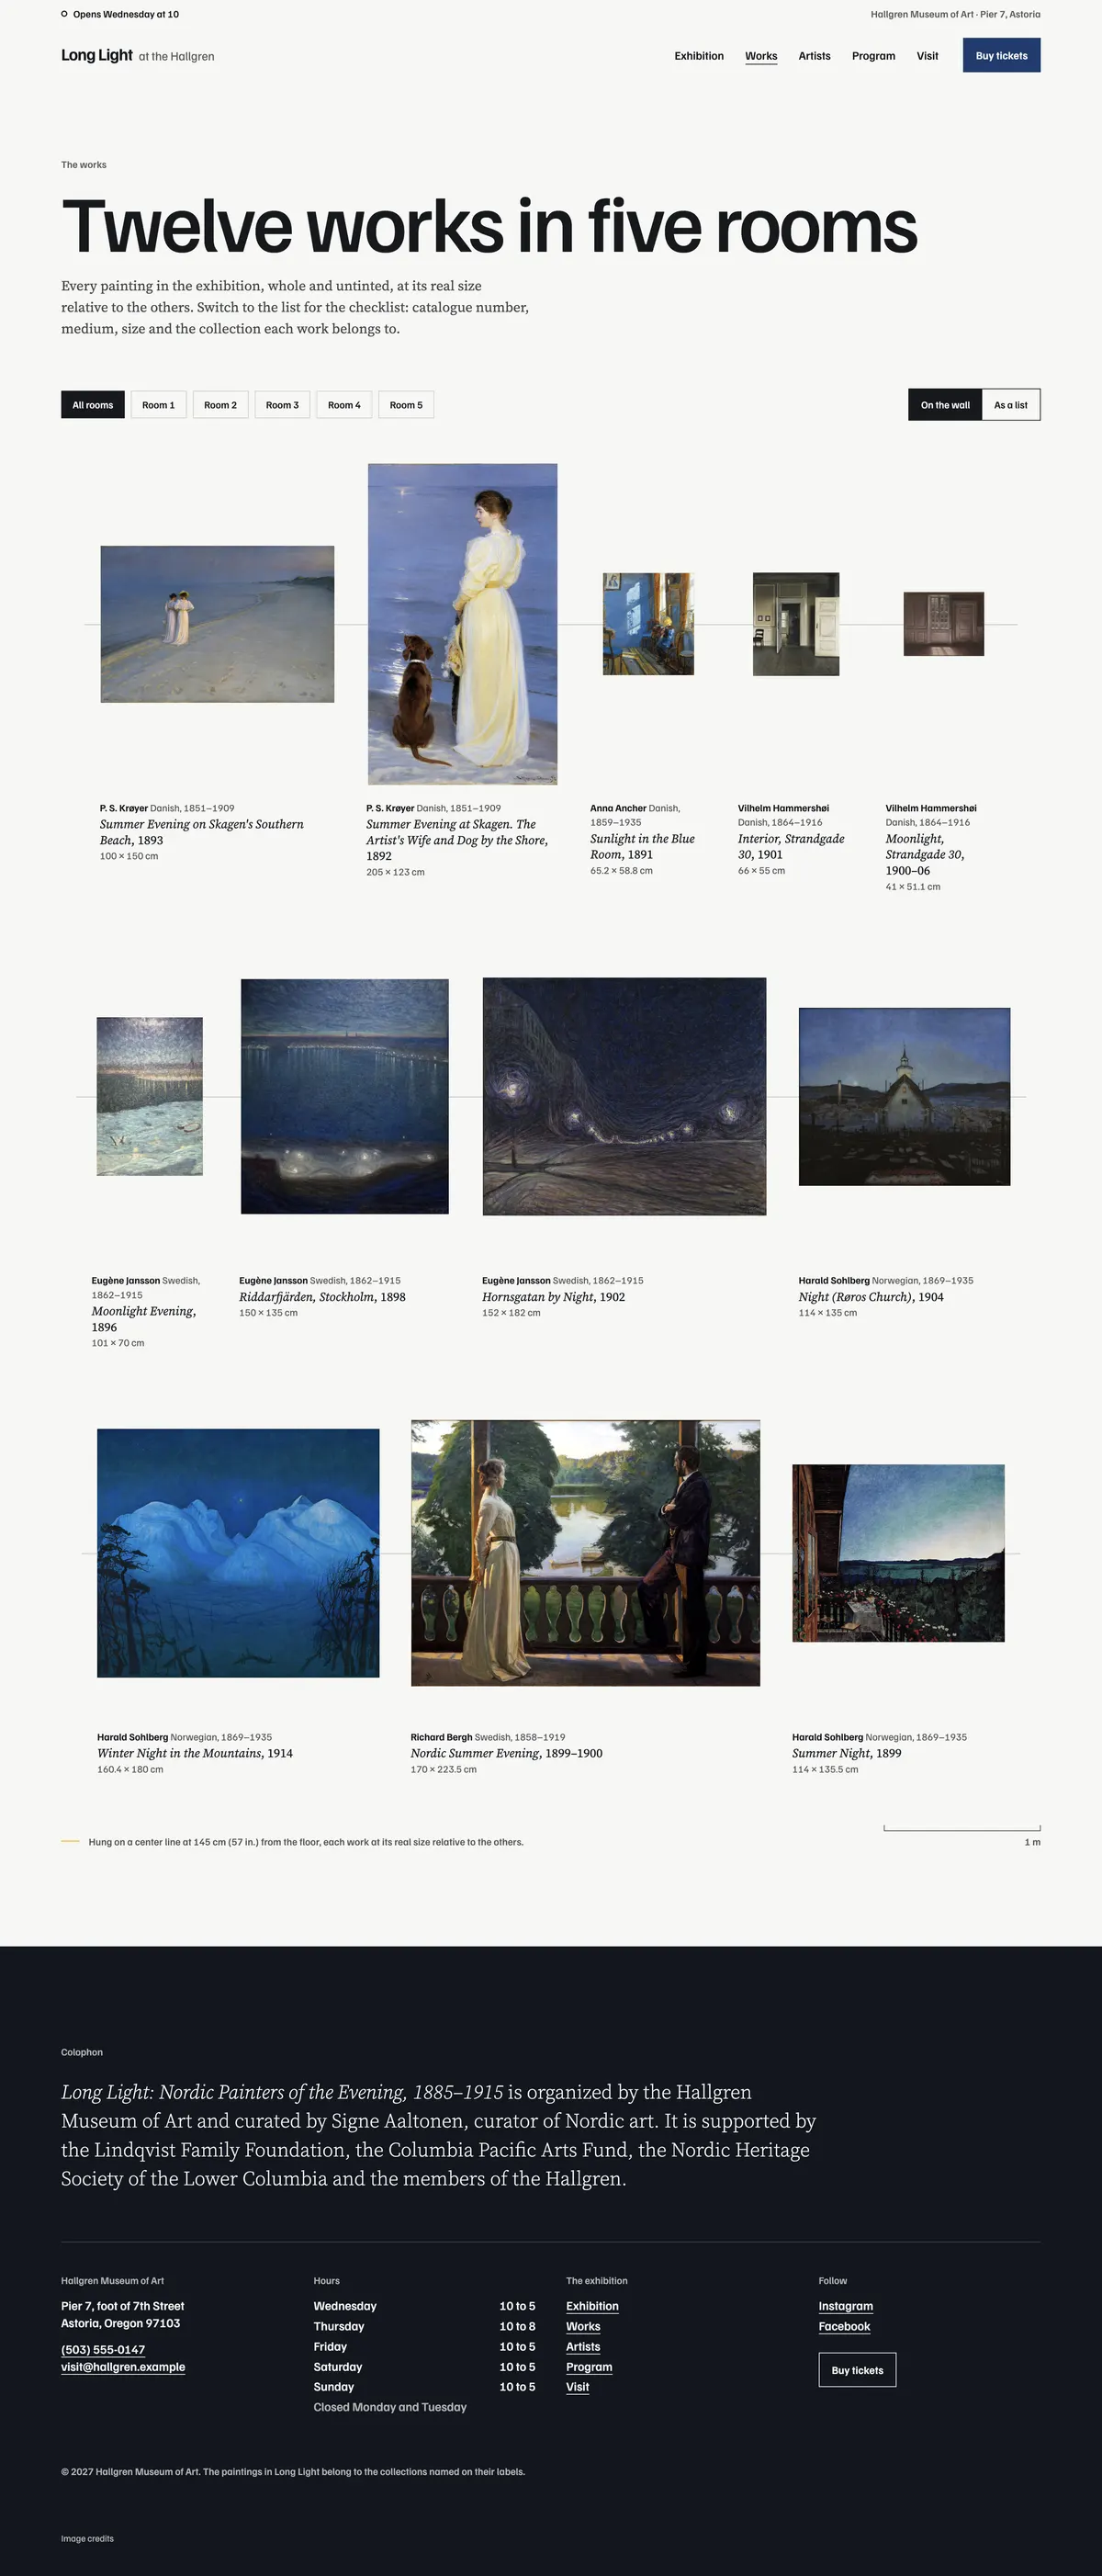 Opens Wednesday at 10
Hallgren Museum of Art · Pier 7, Astoria
Long Light at the Hallgren
Exhibition
Works
Artists
Program
Visit
Buy tickets
The works
Twelve works in five rooms
Every painting in the exhibition, whole and untinted, at its real size
relative to the others. Switch to the list for the checklist: catalogue number,
medium, size and the collection each work belongs to.
All rooms
Room 1
Room 2
Room 3
Room 4
Room 5
On the wall
As a list
P. S. Krøyer Danish, 1851–1909
Summer Evening on Skagen's Southern
Beach, 1893
100 × 150 cm
P. S. Krøyer Danish, 1851–1909
Summer Evening at Skagen. The
Artist's Wife and Dog by the Shore,
1892
205 × 123 cm
Anna Ancher Danish,
1859–1935
Sunlight in the Blue
Room, 1891
65.2 × 58.8 cm
Vilhelm Hammershøi
Danish, 1864–1916
Interior, Strandgade
30, 1901
66 × 55 cm
Vilhelm Hammershøi
Danish, 1864–1916
Moonlight,
Strandgade 30,
1900–06
41 × 51.1 cm
Eugène Jansson Swedish,
1862–1915
Moonlight Evening,
1896
101 × 70 cm
Eugène Jansson Swedish, 1862–1915
Riddarfjärden, Stockholm, 1898
150 × 135 cm
Eugène Jansson Swedish, 1862–1915
Hornsgatan by Night, 1902
152 × 182 cm
Harald Sohlberg Norwegian, 1869–1935
Night (Røros Church), 1904
114 × 135 cm
Harald Sohlberg Norwegian, 1869–1935
Winter Night in the Mountains, 1914
160.4 × 180 cm
Richard Bergh Swedish, 1858–1919
Nordic Summer Evening, 1899–1900
170 × 223.5 cm
Harald Sohlberg Norwegian, 1869–1935
Summer Night, 1899
114 × 135.5 cm
Hung on a center line at 145 cm (57 in.) from the floor, each work at its real size relative to the others.
1 m
Colophon
Long Light: Nordic Painters of the Evening, 1885–1915 is organized by the Hallgren
Museum of Art and curated by Signe Aaltonen, curator of Nordic art. It is supported by
the Lindqvist Family Foundation, the Columbia Pacific Arts Fund, the Nordic Heritage
Society of the Lower Columbia and the members of the Hallgren.
Hallgren Museum of Art
Pier 7, foot of 7th Street
Astoria, Oregon 97103
(503) 555-0147
visit@hallgren.example
Hours
Wednesday 10 to 5
Thursday 10 to 8
Friday 10 to 5
Saturday 10 to 5
Sunday 10 to 5
Closed Monday and Tuesday
The exhibition
Exhibition
Works
Artists
Program
Visit
Follow
Instagram
Facebook
Buy tickets
© 2027 Hallgren Museum of Art. The paintings in Long Light belong to the collections named on their labels.
Image credits